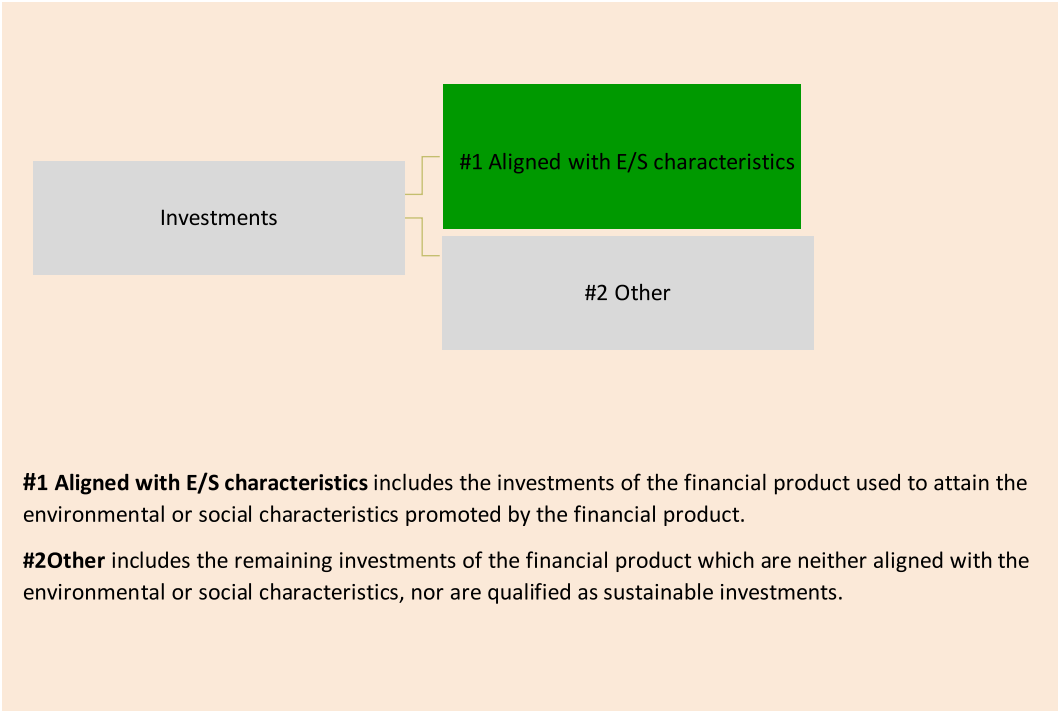 #1 Aligned with E/S characteristics
Investments
#2 Other
#1 Aligned with E/S characteristics includes the investments of the financial product used to attain the
environmental or social characteristics promoted by the financial product.
#2Other includes the remaining investments of the financial product which are neither aligned with the
environmental or social characteristics, nor are qualified as sustainable investments.